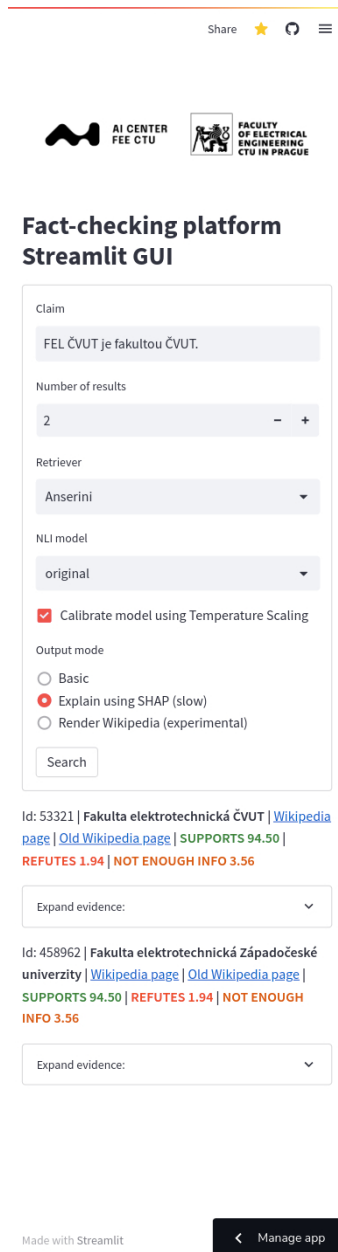 Share
AI CENTER
FEE CTU
FACULTY
OF ELECTRICAL
ENGINEERING
CTU IN PRAGUE
Fact-checking platform
Streamlit GUI
Claim
FEL ČVUT je fakultou ČVUT.
Number of results
2
Retriever
Anserini
NLI model
original
Calibrate model using Temperature Scaling
Output mode
Basic
Explain using SHAP (slow)
Render Wikipedia (experimental)
Search
Id: 53321 | Fakulta elektrotechnická ČVUT | Wikipedia
page | Old Wikipedia page | SUPPORTS 94.50 |
REFUTES 1.94 | NOT ENOUGH INFO 3.56
Expand evidence:
Id: 458962 | Fakulta elektrotechnická Západočeské
univerzity | Wikipedia page | Old Wikipedia page |
SUPPORTS 94.50 | REFUTES 1.94 | NOT ENOUGH
INFO 3.56
Expand evidence:
Made with Streamlit
Manage app